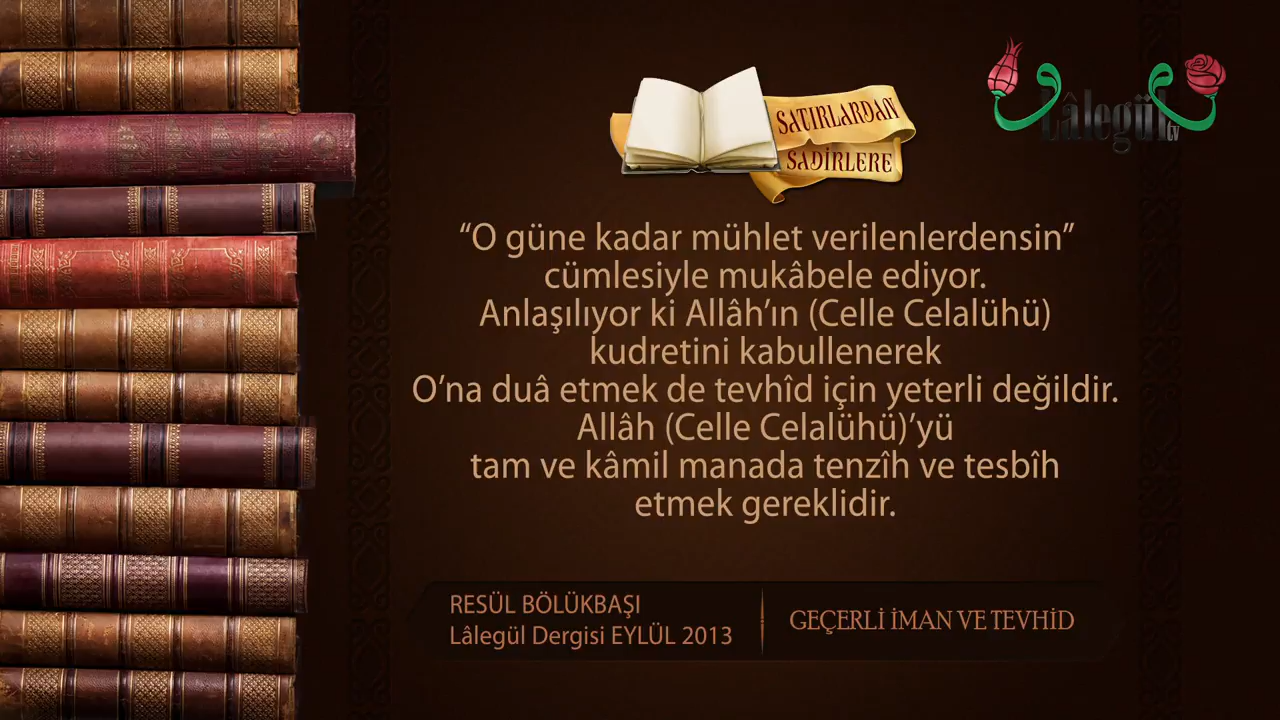 Lâlegül tv
SATIRLARDAN
SADİRLERE
“O güne kadar mühlet verilenlerdensin”
cümlesiyle mukâbele ediyor.
Anlaşılıyor ki Allâh’ın (Celle Celalühü)
kudretini kabullenerek
O’na duâ etmek de tevhîd için yeterli değildir.
Allâh (Celle Celalühü)’yü
tam ve kâmil manada tenzîh ve tesbîh
etmek gereklidir.
RESÜL BÖLÜKBAŞI
Lâlegül Dergisi EYLÜL 2013
GEÇERLİ İMAN VE TEVHİD